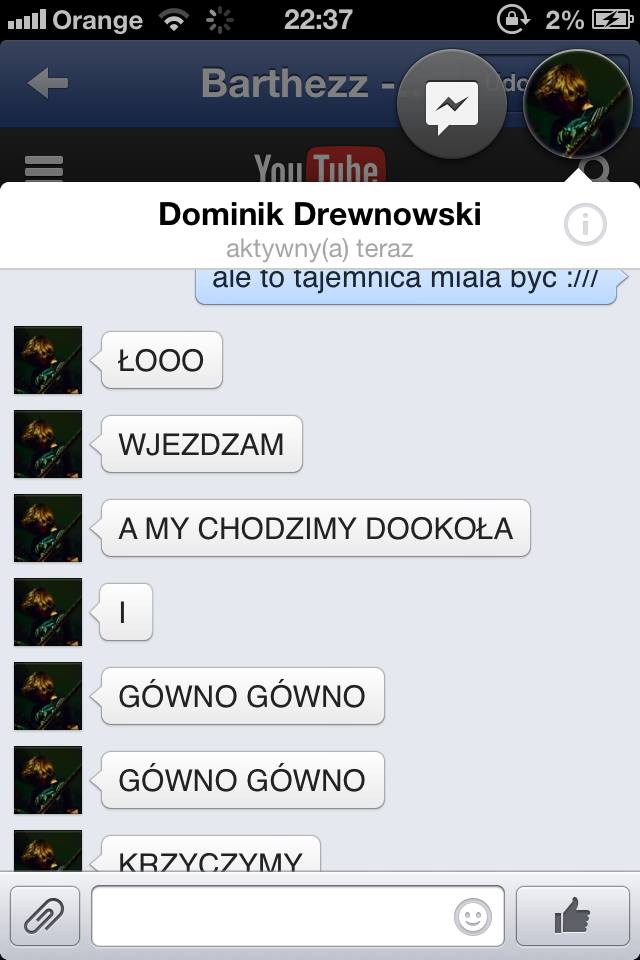 Orange 22:37 2%
Barthezz - Udo
You Tube
Dominik Drewnowski
aktywny(a) teraz
ale to tajemnica miala byc :///
ŁOOO
WJEZDZAM
A MY CHODZIMY DOOKOŁA
I
GÓWNO GÓWNO
GÓWNO GÓWNO
KRZYCZYMY